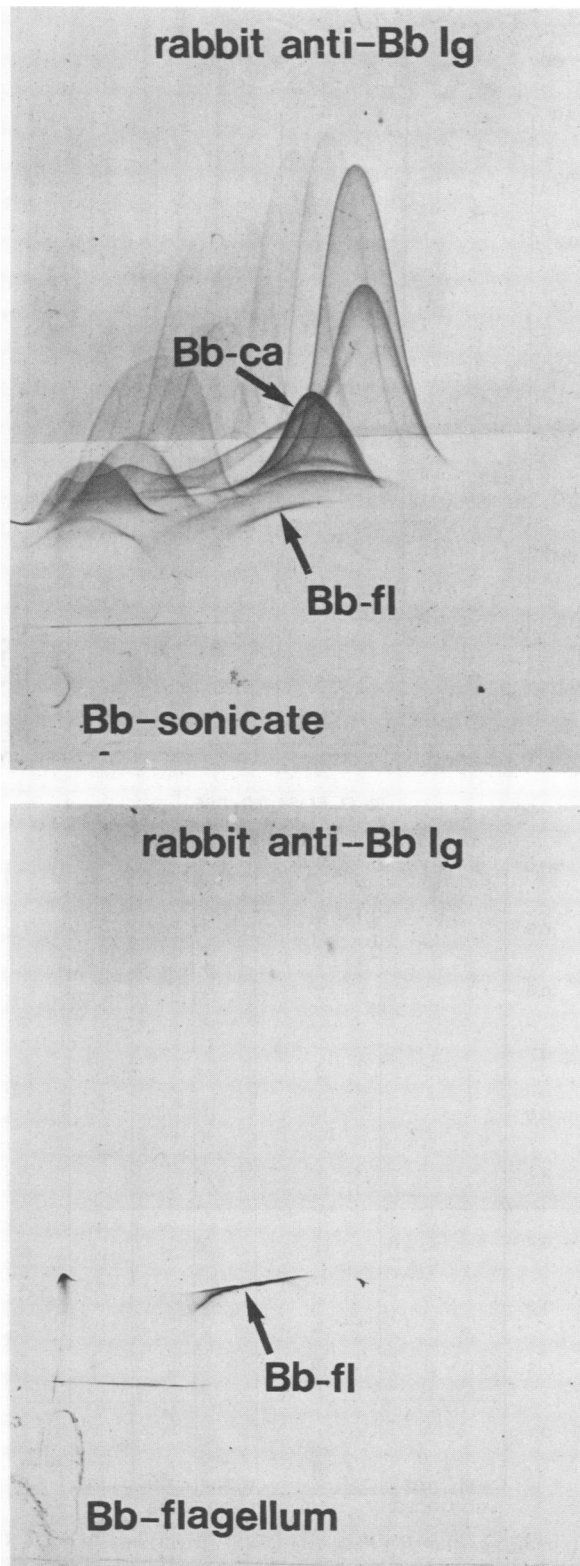 rabbit anti-Bb Ig
Bb-ca
Bb-fl
Bb-sonicate
rabbit anti--Bb Ig
Bb-fl
Bb-flagellum